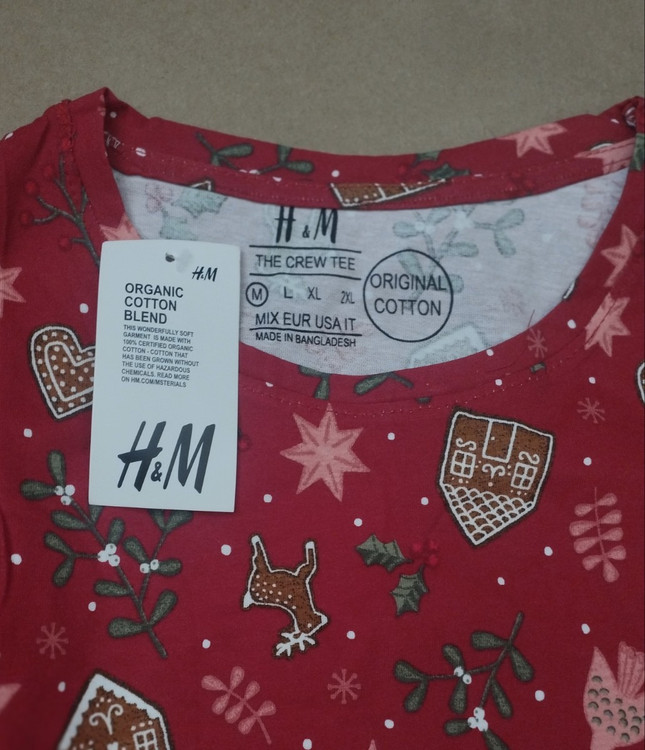 H&M
THE CREW TEE
M L XL 2XL
MIX EUR USA IT
MADE IN BANGLADESH
ORIGINAL
COTTON
H&M
ORGANIC
COTTON
BLEND
THIS WONDERFULLY SOFT
GARMENT IS MADE WITH
100% CERTIFIED ORGANIC
COTTON - COTTON THAT
HAS BEEN GROWN WITHOUT
THE USE OF HAZARDOUS
CHEMICALS. READ MORE
ON HM.COM/MSTERIALS
H&M